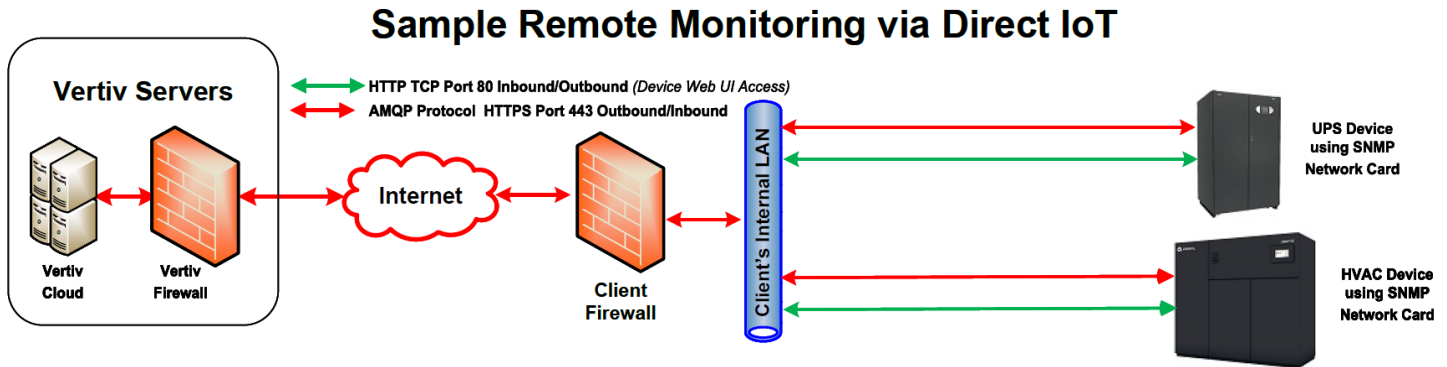 Sample Remote Monitoring via Direct IoT
Vertiv Servers
HTTP TCP Port 80 Inbound/Outbound (Device Web UI Access)
AMQP Protocol HTTPS Port 443 Outbound/Inbound
Vertiv
Cloud
Vertiv
Firewall
Internet
Client
Firewall
Client's Internal LAN
UPS Device
using SNMP
Network Card
HVAC Device
using SNMP
Network Card